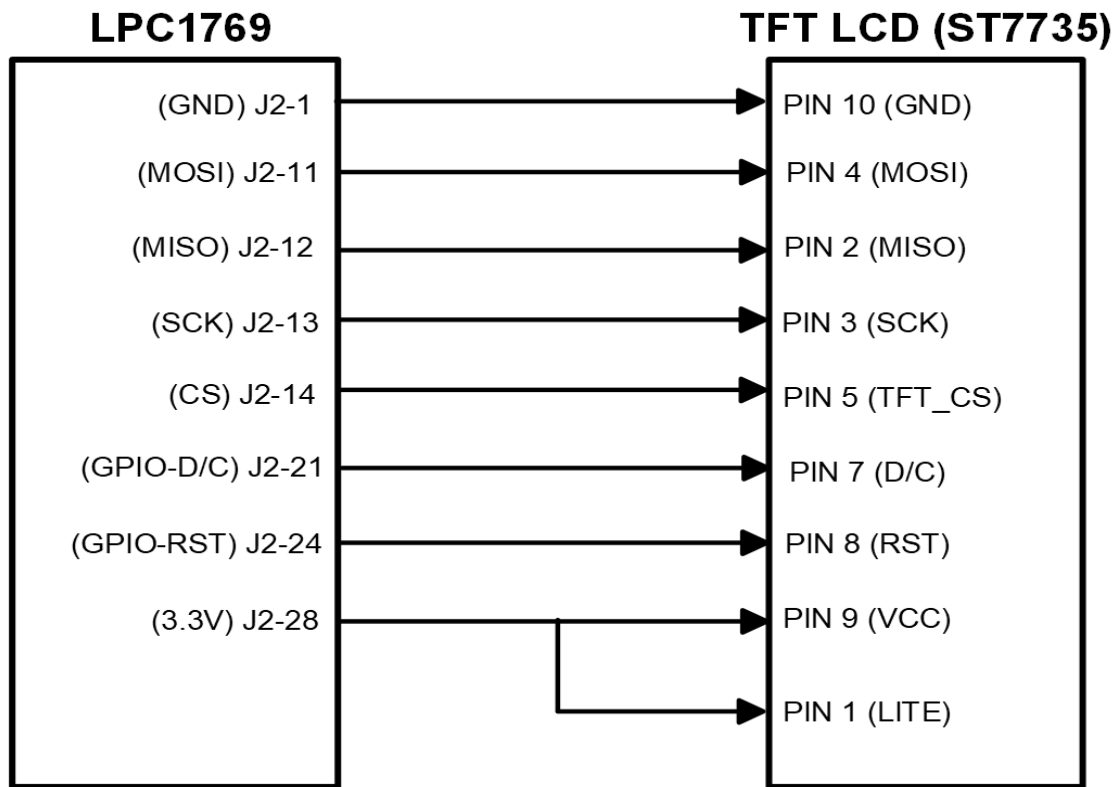 LPC1769
TFT LCD (ST7735)
(GND) J2-1
PIN 10 (GND)
(MOSI) J2-11
PIN 4 (MOSI)
(MISO) J2-12
PIN 2 (MISO)
(SCK) J2-13
PIN 3 (SCK)
(CS) J2-14
PIN 5 (TFT_CS)
(GPIO-D/C) J2-21
PIN 7 (D/C)
(GPIO-RST) J2-24
PIN 8 (RST)
(3.3V) J2-28
PIN 9 (VCC)
PIN 1 (LITE)